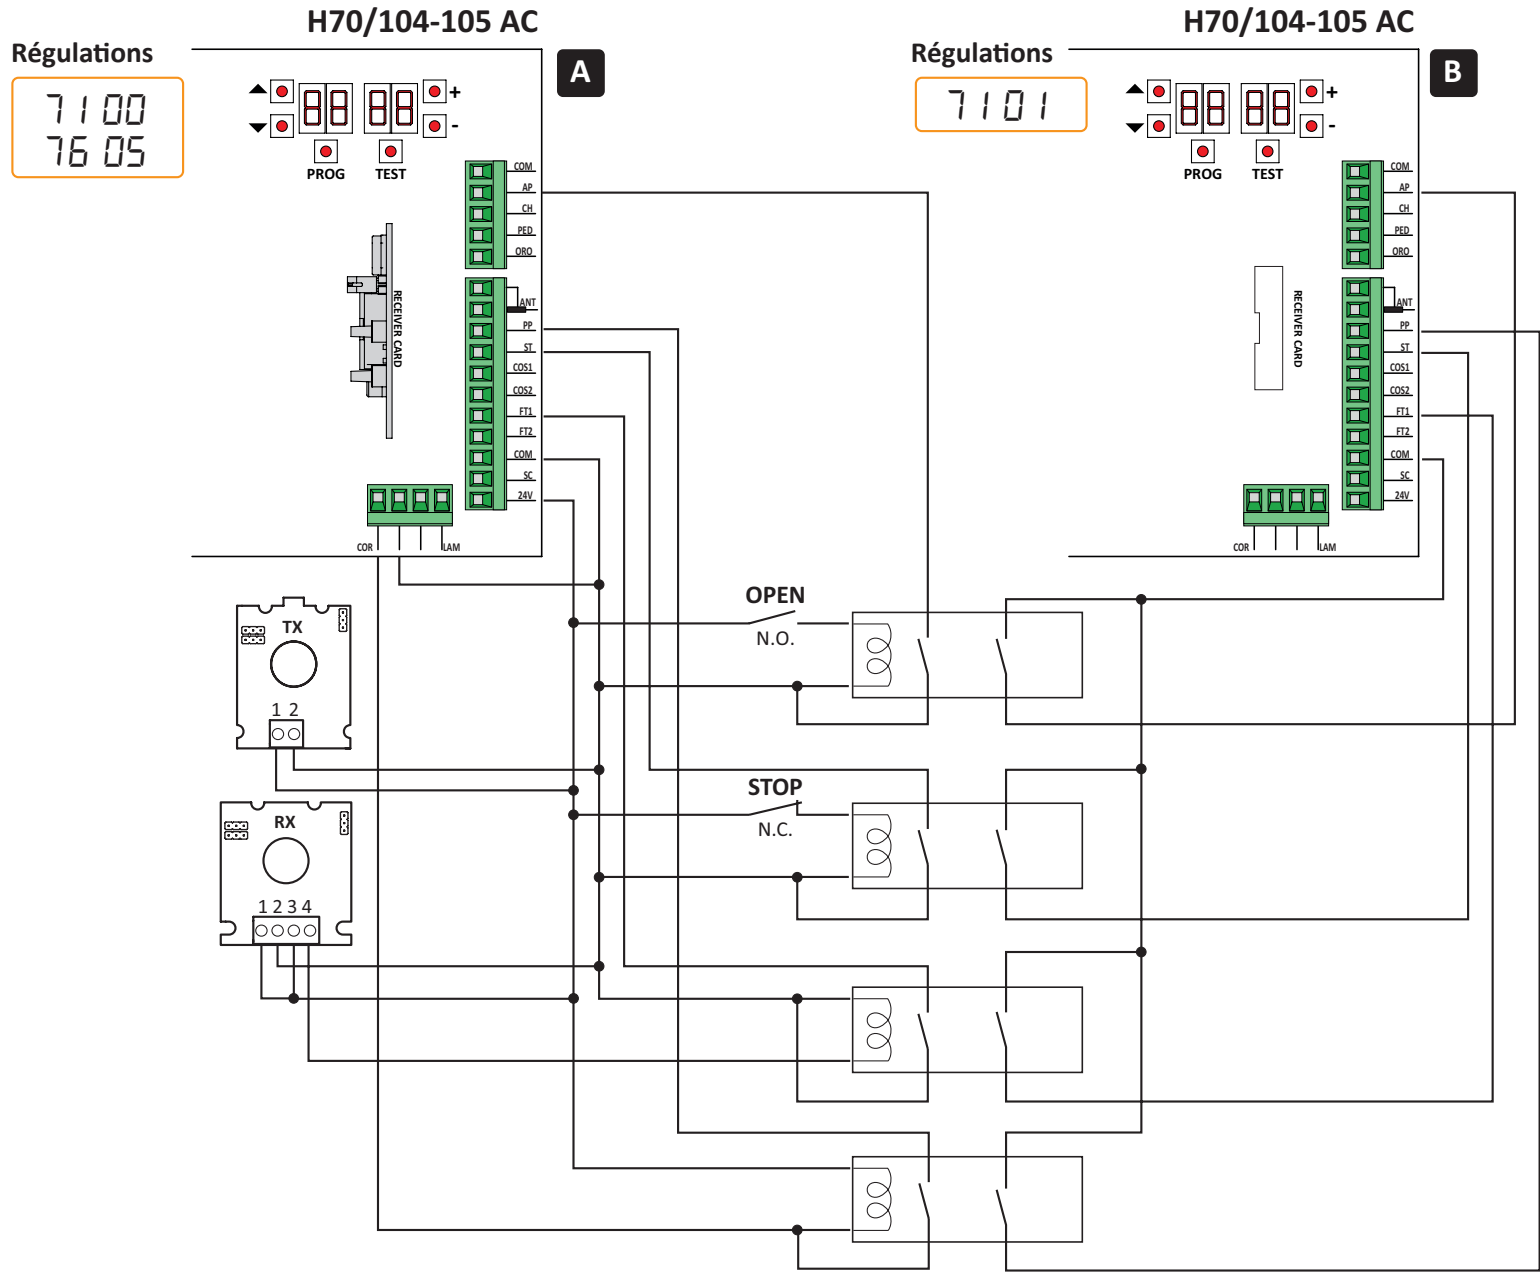 H70/104-105 AC
Régulations
A
71 00
76 05
+
-
PROG TEST
COM
AP
CH
PED
ORO
ANT
PP
ST
COS1
COS2
FT1
FT2
COM
SC
24V
RECEIVER CARD
COR LAM
H70/104-105 AC
Régulations
B
71 01
+
-
PROG TEST
COM
AP
CH
PED
ORO
ANT
PP
ST
COS1
COS2
FT1
FT2
COM
SC
24V
RECEIVER CARD
COR LAM
TX
1 2
RX
1 2 3 4
OPEN
N.O.
STOP
N.C.